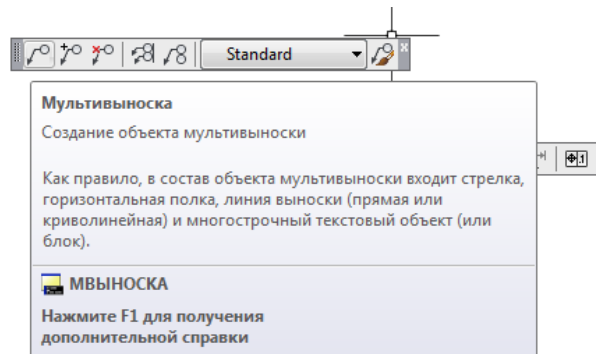 Standard
Мультивыноска
Создание объекта мультивыноски
Как правило, в состав объекта мультивыноски входит стрелка,
горизонтальная полка, линия выноски (прямая или
криволинейная) и многострочный текстовый объект (или
блок).
.1
МВЫНОСКА
Нажмите F1 для получения
дополнительной справки